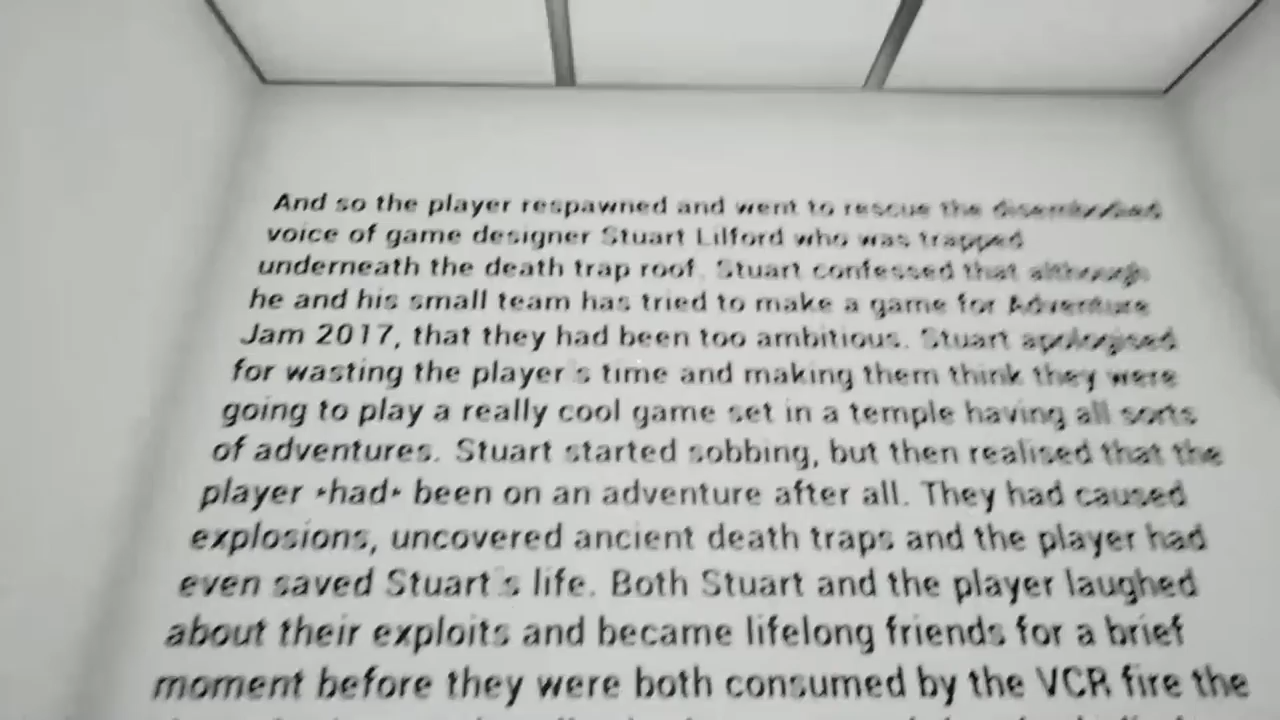 And so the player respawned and went to rescue the disembodied
voice of game designer Stuart Lilford who was trapped
underneath the death trap roof. Stuart confessed that although
he and his small team has tried to make a game for Adventure
Jam 2017, that they had been too ambitious. Stuart apologised
for wasting the player's time and making them think they were
going to play a really cool game set in a temple having all sorts
of adventures. Stuart started sobbing, but then realised that the
player *had* been on an adventure after all. They had caused
explosions, uncovered ancient death traps and the player had
even saved Stuart's life. Both Stuart and the player laughed
about their exploits and became lifelong friends for a brief
moment before they were both consumed by the VCR fire the